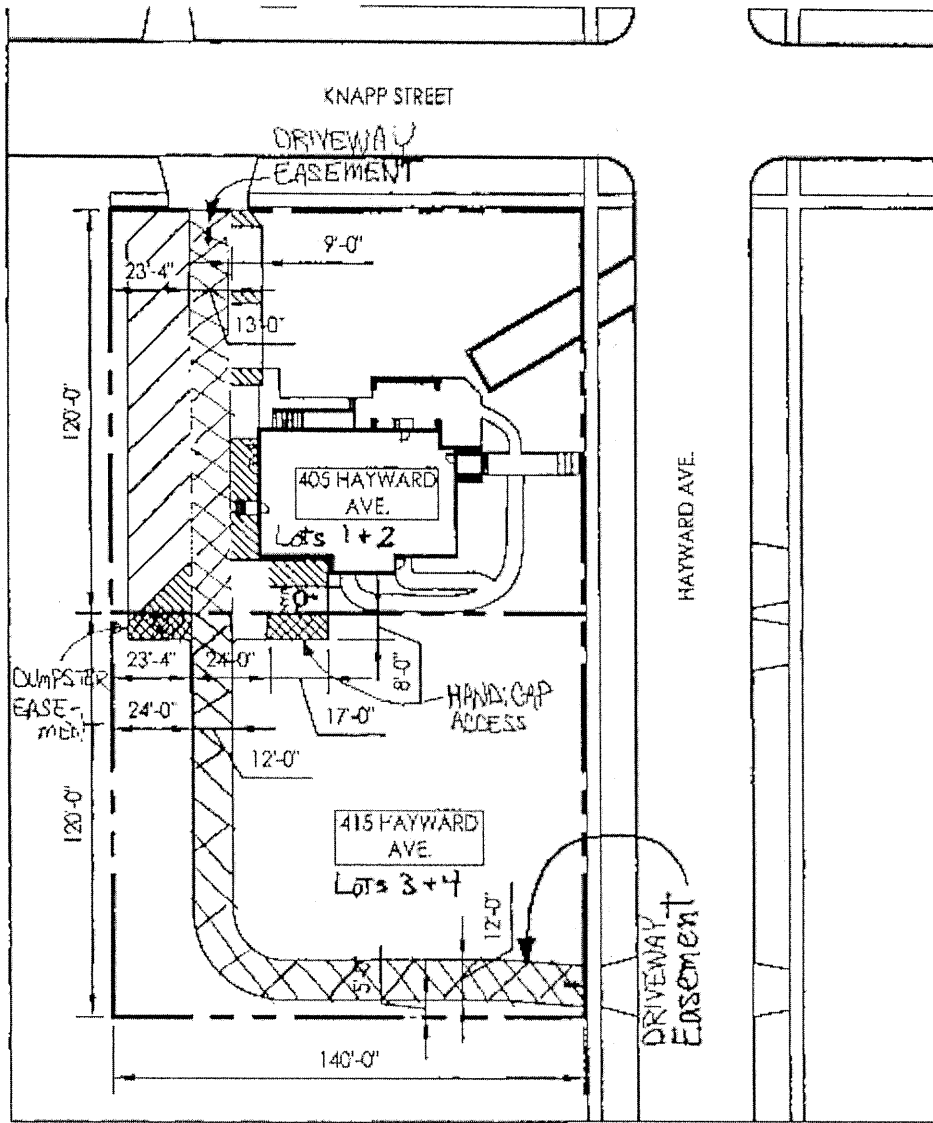 KNAPP STREET
DRIVEWAY
EASEMENT
9'-0"
23'-4"
13'-0"
120'-0"
405 HAYWARD
AVE.
Lots 1+2
HAYWARD AVE.
23'-4"
24'-0"
8'-0"
DUMPSTER
EASE-
MENT
24'-0"
17'-0"
HANDICAP
ACCESS
12'-0"
120'-0"
415 HAYWARD
AVE.
Lots 3+4
12'-0"
DRIVEWAY
Easement
140'-0"